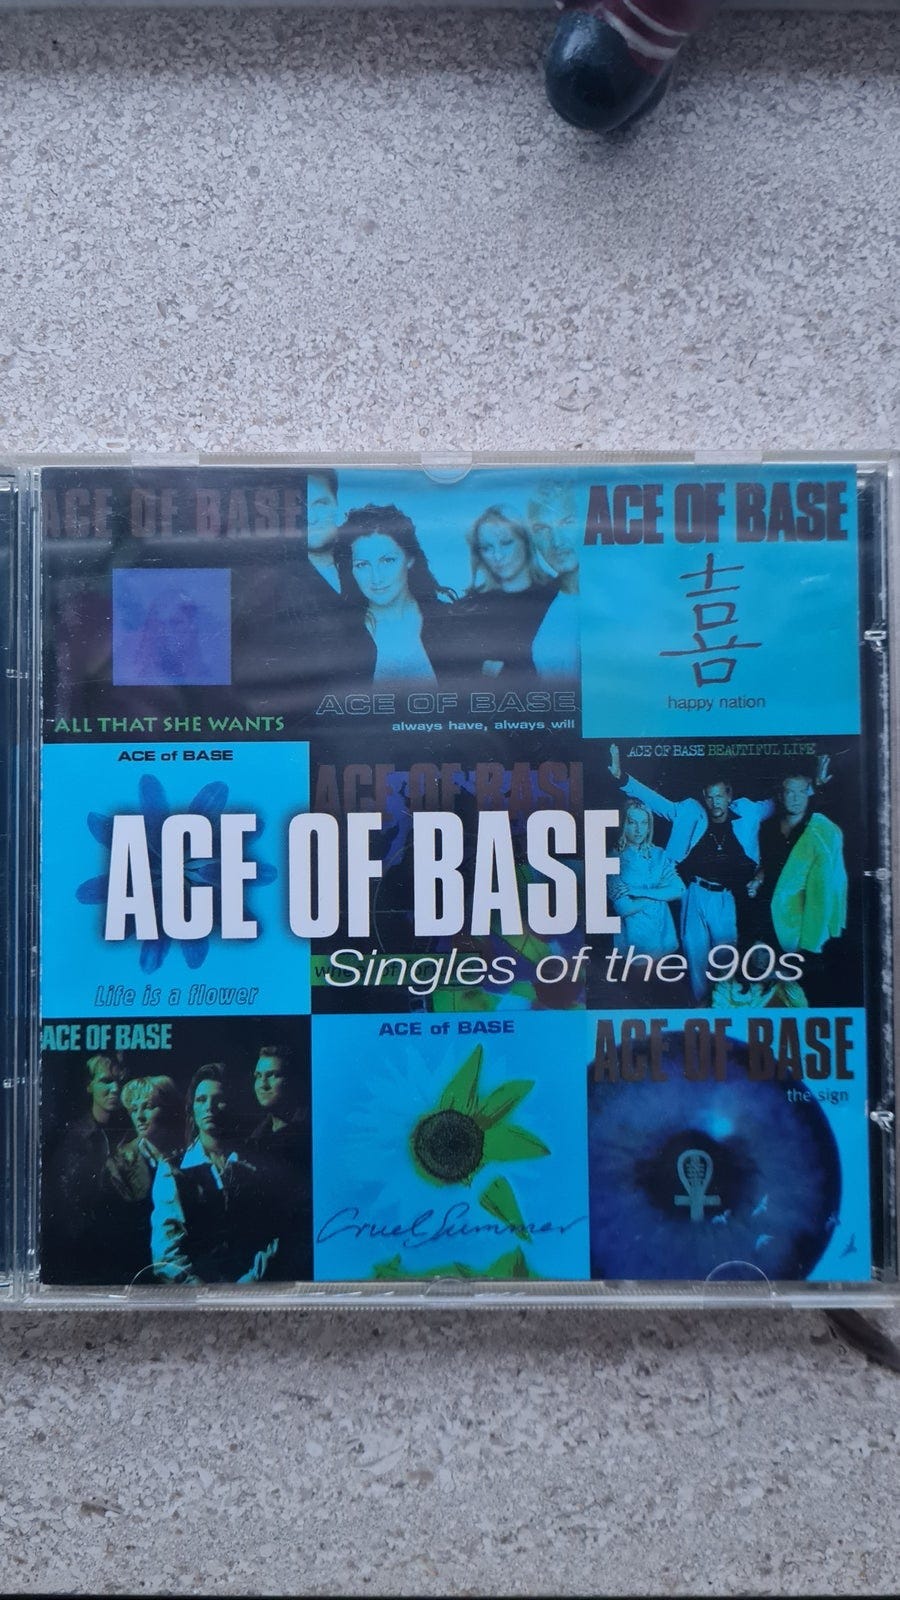 ACE OF BASE
ALL THAT SHE WANTS
ACE OF BASE
always have, always will
ACE OF BASE
喜
happy nation
ACE of BASE
Life is a flower
ACE OF BASE
ACE OF BASE BEAUTIFUL LIFE
ACE OF BASE
Singles of the 90s
ACE OF BASE
ACE of BASE
Cruel Summer
ACE OF BASE
the sign